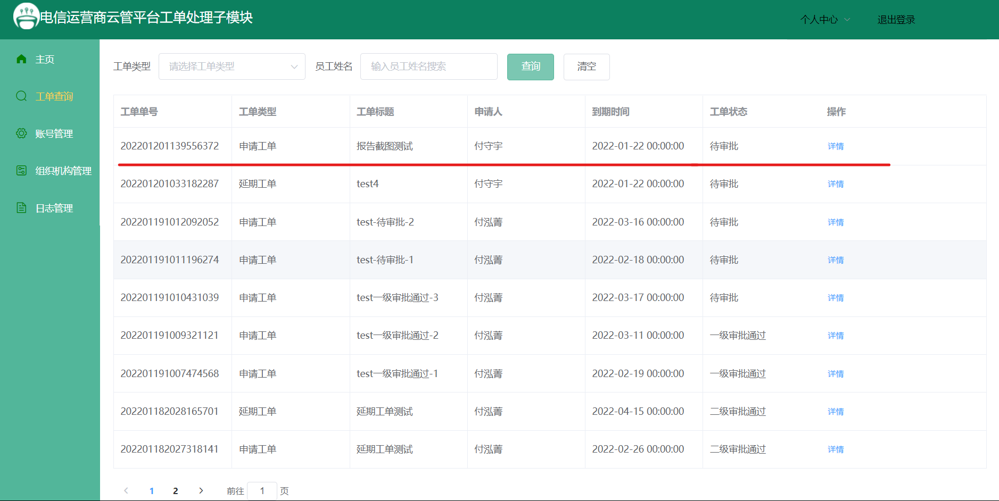 电信运营商云管平台工单处理子模块
个人中心 退出登录
主页
工单查询
账号管理
组织机构管理
日志管理
工单类型 请选择工单类型 员工姓名 输入员工姓名搜索 查询 清空
工单单号 工单类型 工单标题 申请人 到期时间 工单状态 操作
202201201139556372 申请工单 报告截图测试 付守宇 2022-01-22 00:00:00 待审批 详情
202201201033182287 延期工单 test4 付守宇 2022-01-22 00:00:00 待审批 详情
202201191012092052 申请工单 test-待审批-2 付泓菁 2022-03-16 00:00:00 待审批 详情
202201191011196274 申请工单 test-待审批-1 付泓菁 2022-02-18 00:00:00 待审批 详情
202201191010431039 申请工单 test一级审批通过-3 付泓菁 2022-03-17 00:00:00 待审批 详情
202201191009321121 申请工单 test一级审批通过-2 付泓菁 2022-03-11 00:00:00 一级审批通过 详情
202201191007474568 申请工单 test一级审批通过-1 付泓菁 2022-02-19 00:00:00 一级审批通过 详情
202201182028165701 延期工单 延期工单测试 付泓菁 2022-04-15 00:00:00 二级审批通过 详情
202201182027318141 申请工单 延期工单测试 付泓菁 2022-02-26 00:00:00 二级审批通过 详情
1 2 前往 1 页